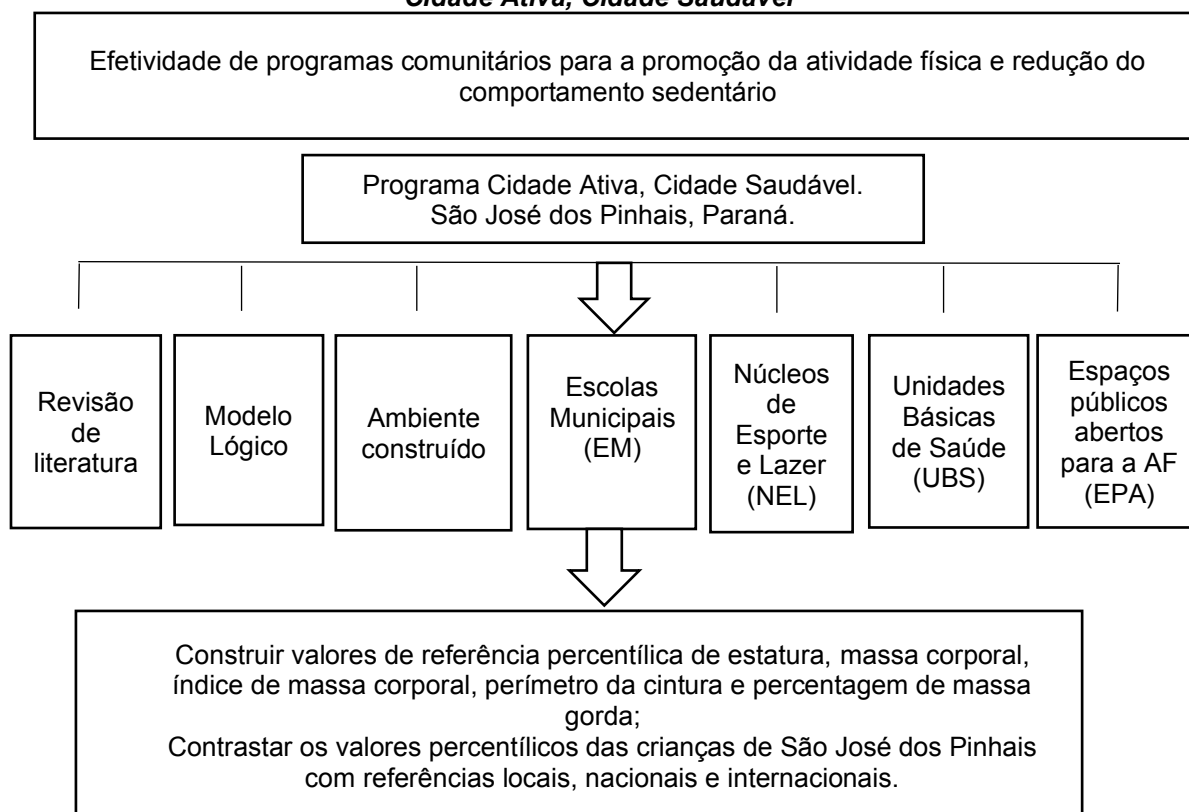 Cidade Ativa, Cidade Saudável
Efetividade de programas comunitários para a promoção da atividade física e redução do
comportamento sedentário
Programa Cidade Ativa, Cidade Saudável.
São José dos Pinhais, Paraná.
Revisão
de
literatura
Modelo
Lógico
Ambiente
construído
Escolas
Municipais
(EM)
Núcleos
de
Esporte
e Lazer
(NEL)
Unidades
Básicas
de Saúde
(UBS)
Espaços
públicos
abertos
para a AF
(EPA)
Construir valores de referência percentílica de estatura, massa corporal,
índice de massa corporal, perímetro da cintura e percentagem de massa
gorda;
Contrastar os valores percentílicos das crianças de São José dos Pinhais
com referências locais, nacionais e internacionais.